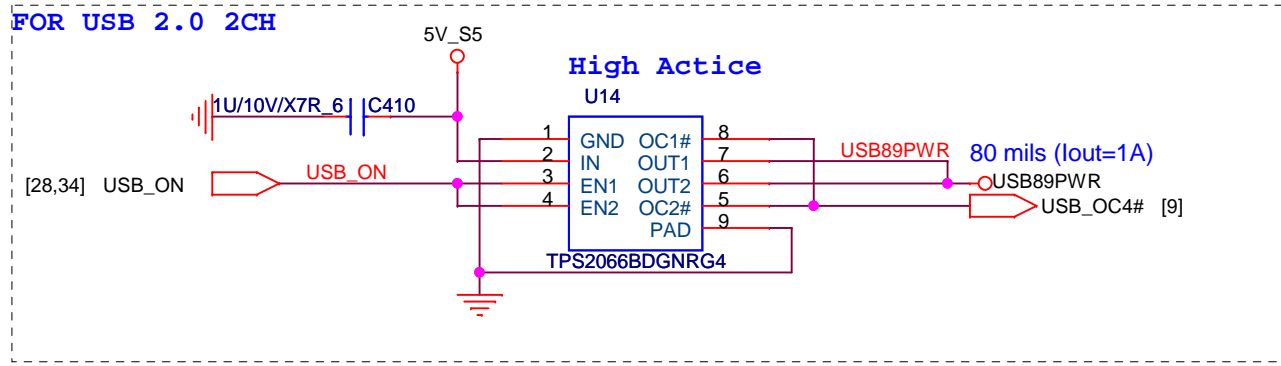 FOR USB 2.0 2CH
5V_S5
High Actice
U14
1U/10V/X7R_6 C410
1 GND OC1# 8
2 IN OUT1 7 USB89PWR 80 mils (Iout=1A)
[28,34] USB_ON USB_ON 3 EN1 OUT2 6 USB89PWR
4 EN2 OC2# 5 USB_OC4# [9]
PAD 9
TPS2066BDGNRG4